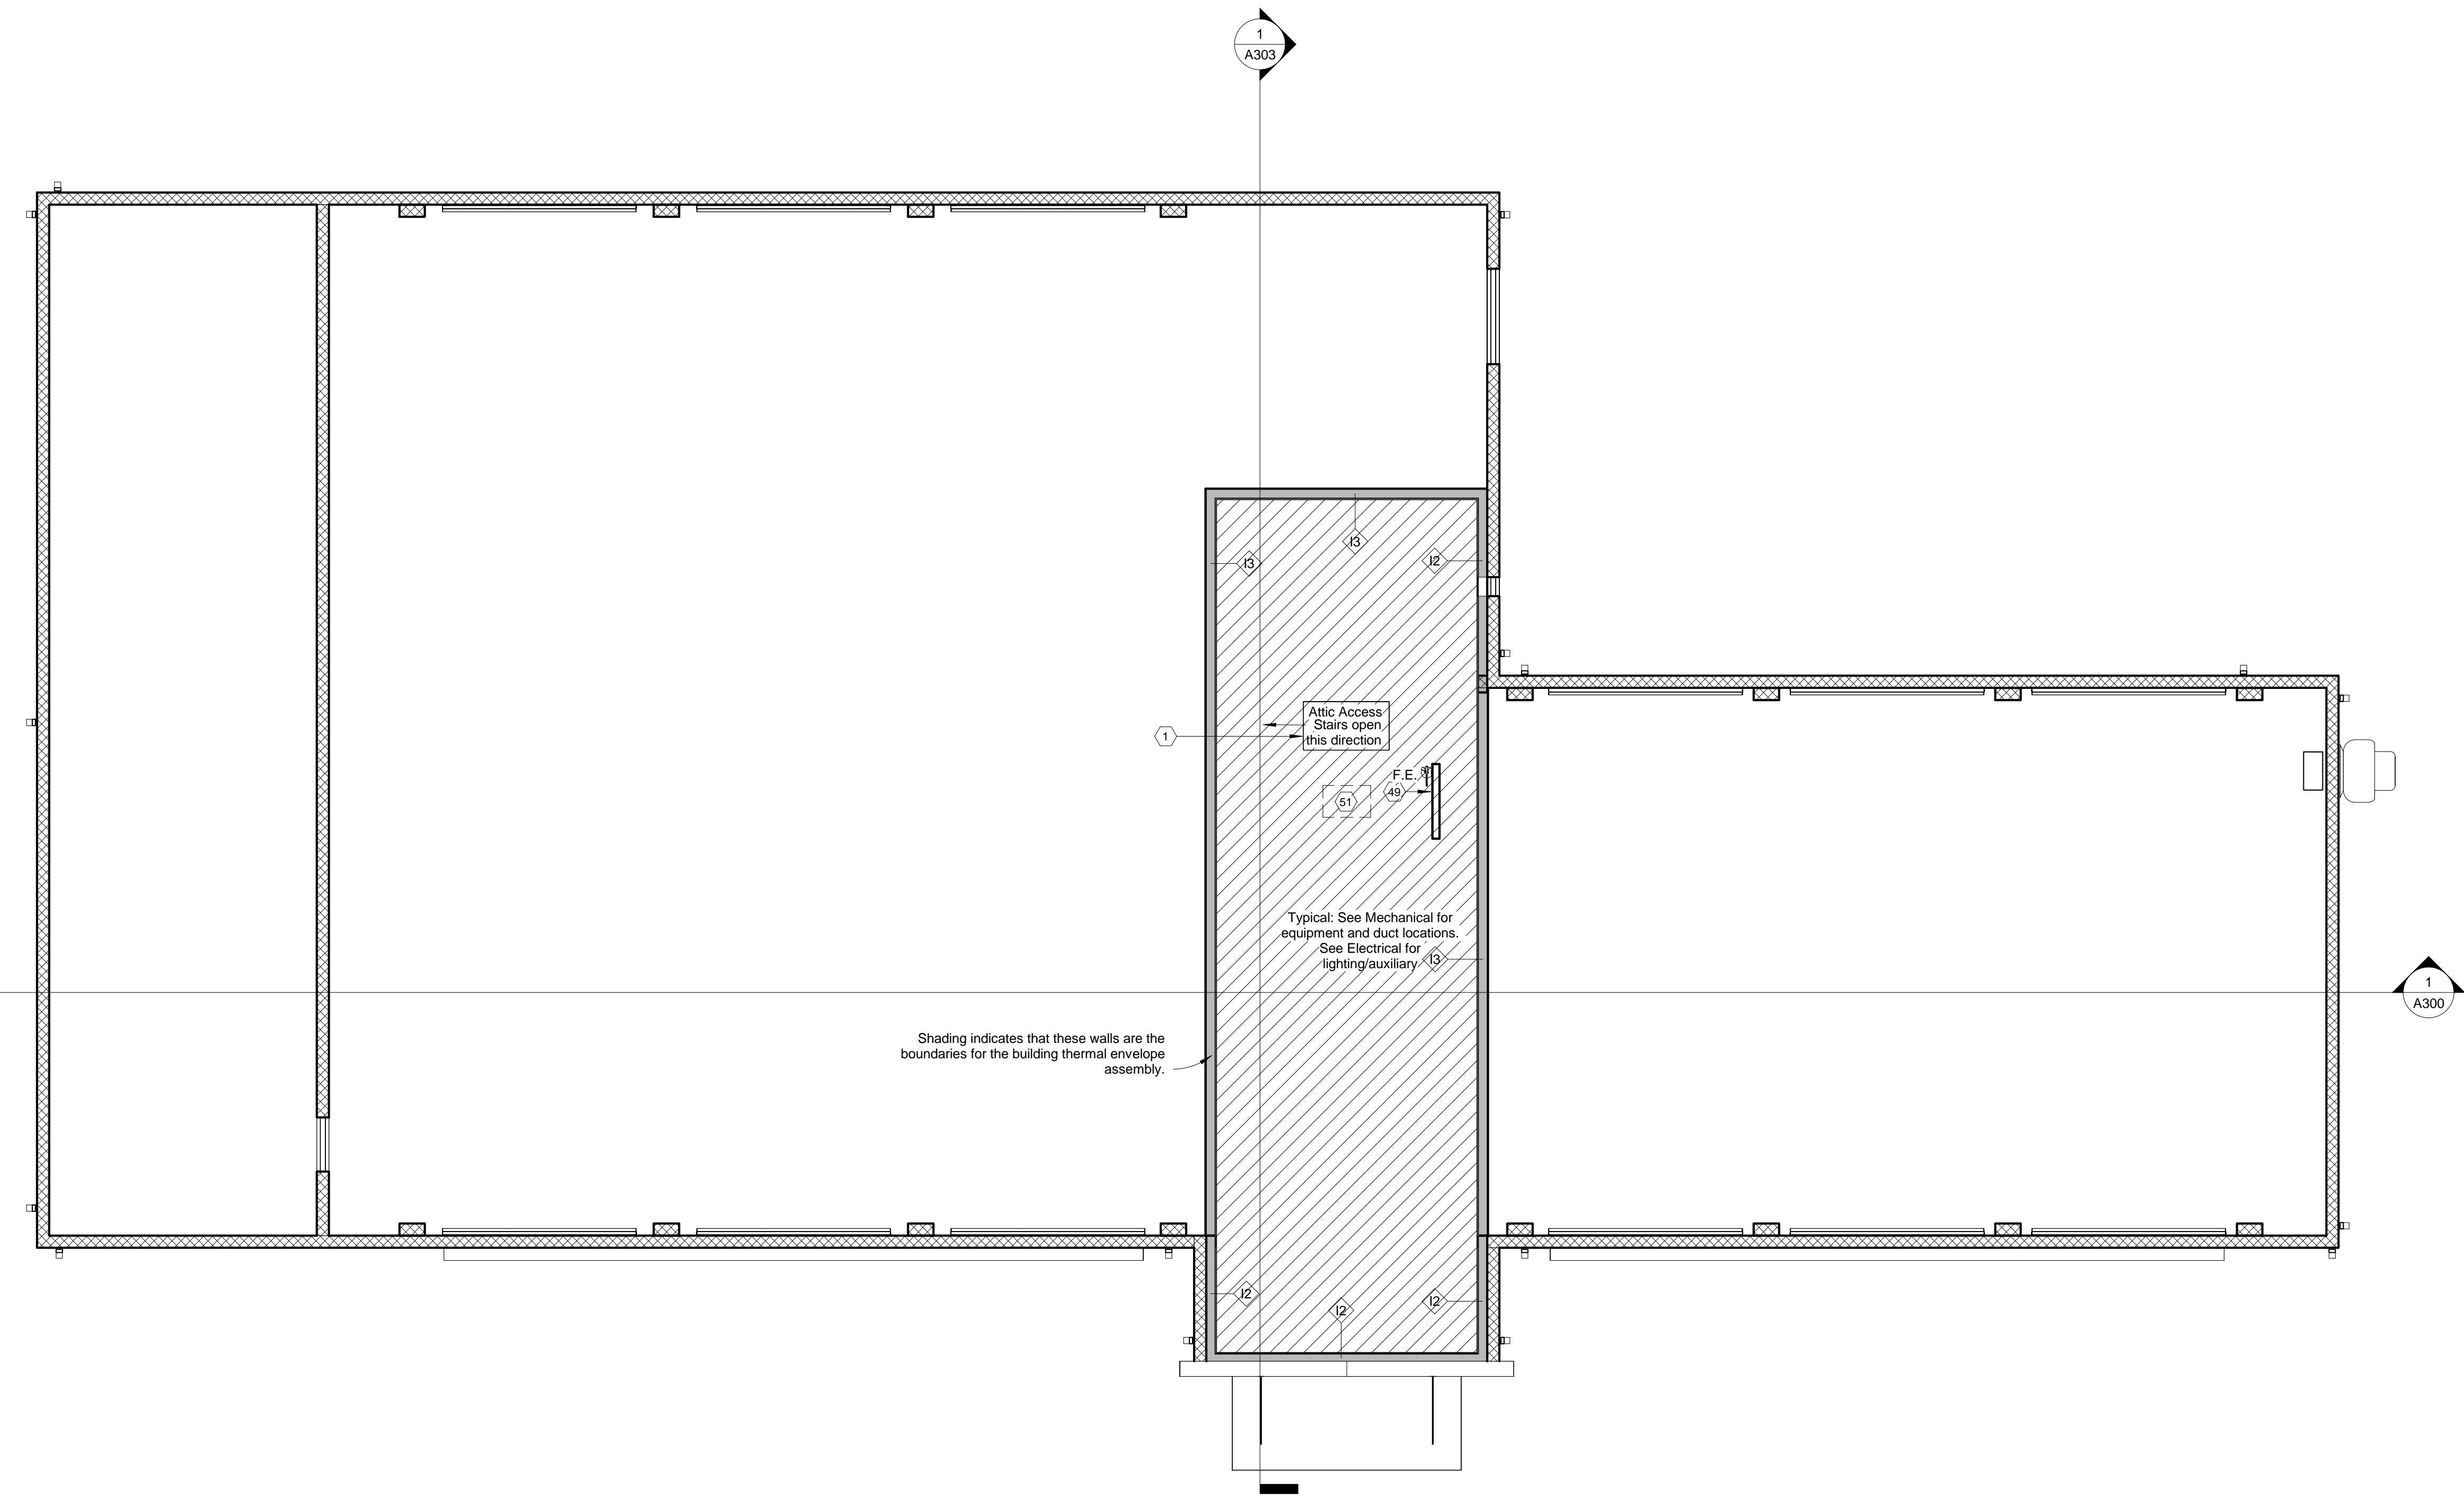 1
A303
I3
I3
I2
Attic Access
Stairs open
this direction
1
F.E.
49
51
Typical: See Mechanical for
equipment and duct locations.
See Electrical for
lighting/auxiliary
I3
1
A300
Shading indicates that these walls are the
boundaries for the building thermal envelope
assembly.
I2
I2
I2